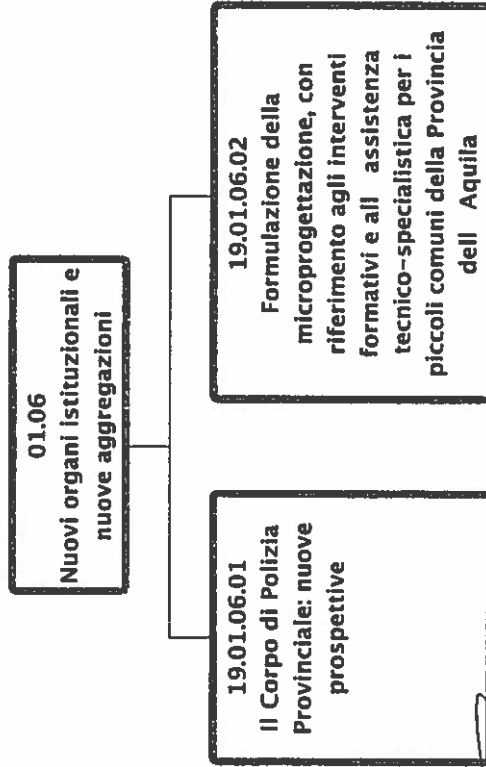 01.06
Nuovi organi istituzionali e
nuove aggregazioni
19.01.06.01
Il Corpo di Polizia
Provinciale: nuove
prospettive
19.01.06.02
Formulazione della
microprogettazione, con
riferimento agli interventi
formativi e all assistenza
tecnico-specialistica per i
piccoli comuni della Provincia
dell Aquila